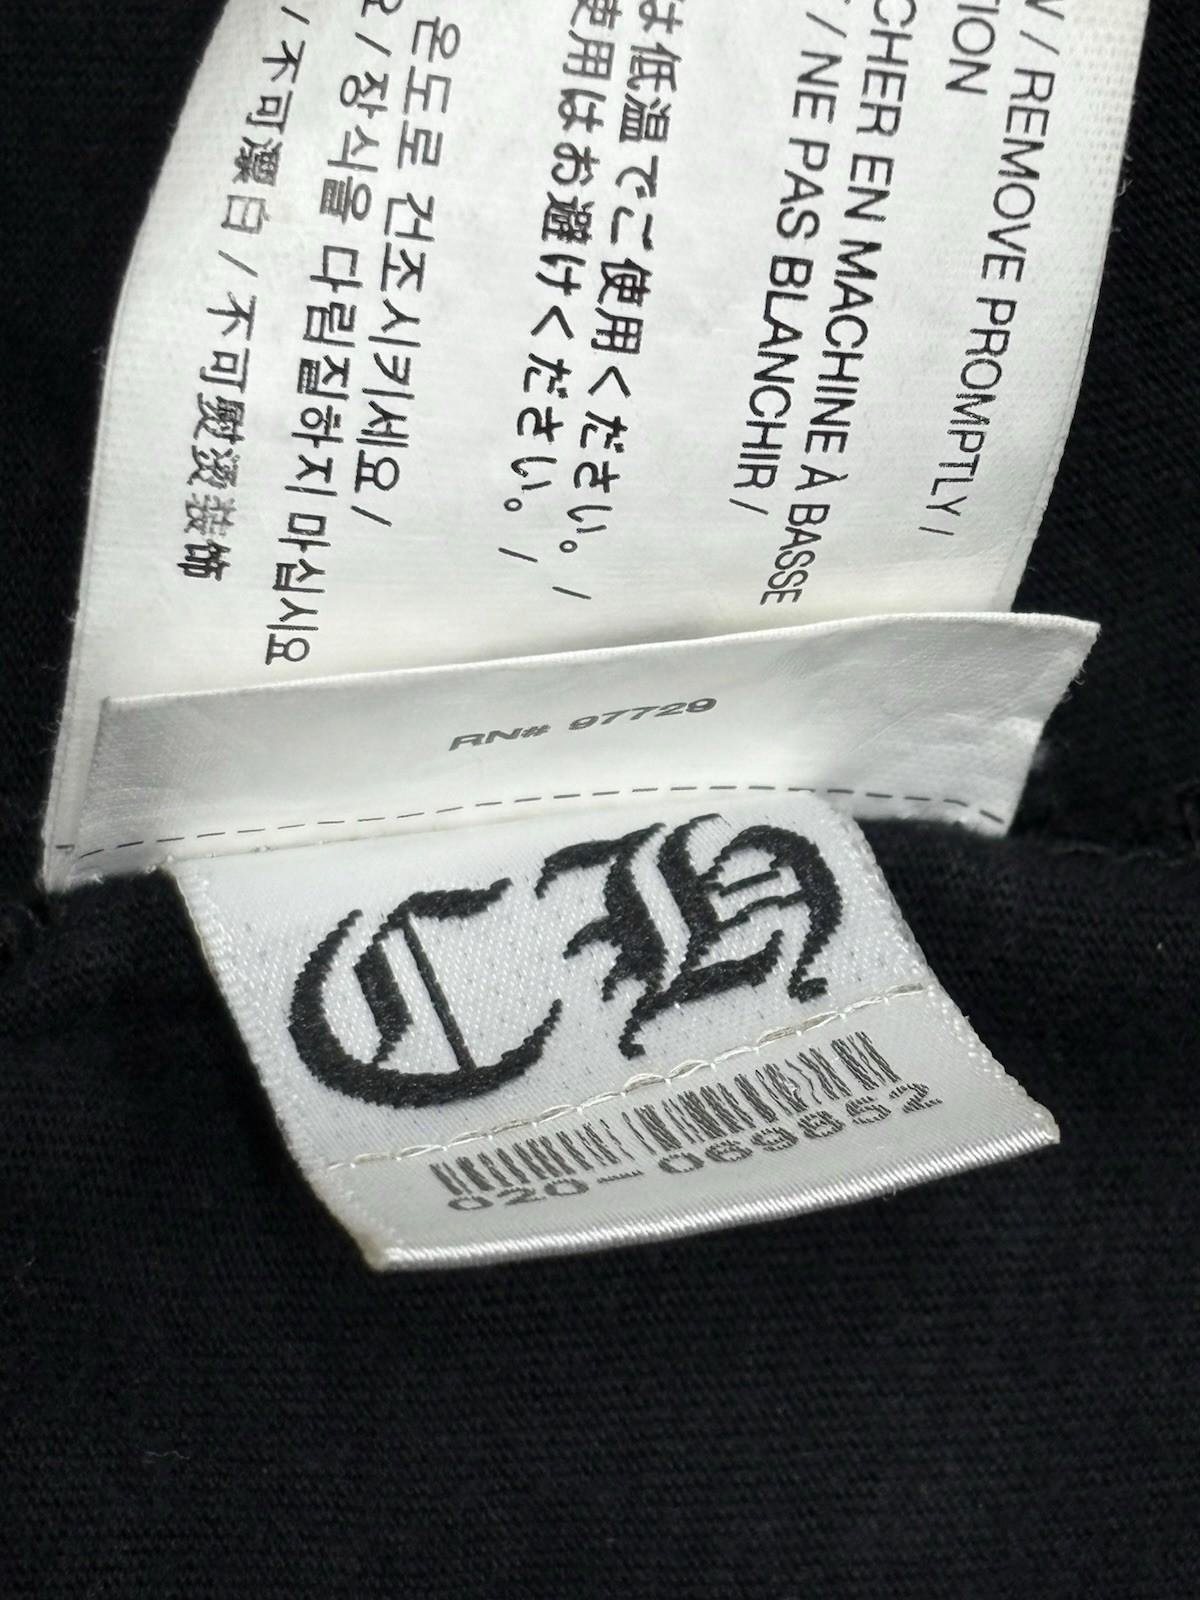 W / REMOVE PROMPTLY /
TION
CHER EN MACHINE À BASSE
/ NE PAS BLANCHIR /
は低温でご使用ください。/
使用はお避けください。 /
온도로 건조시키세요 /
/ 장식을 다림질하지 마십시오
/ 不可漂白 / 不可熨燙装飾
RN# 97729
CH
020-0698652